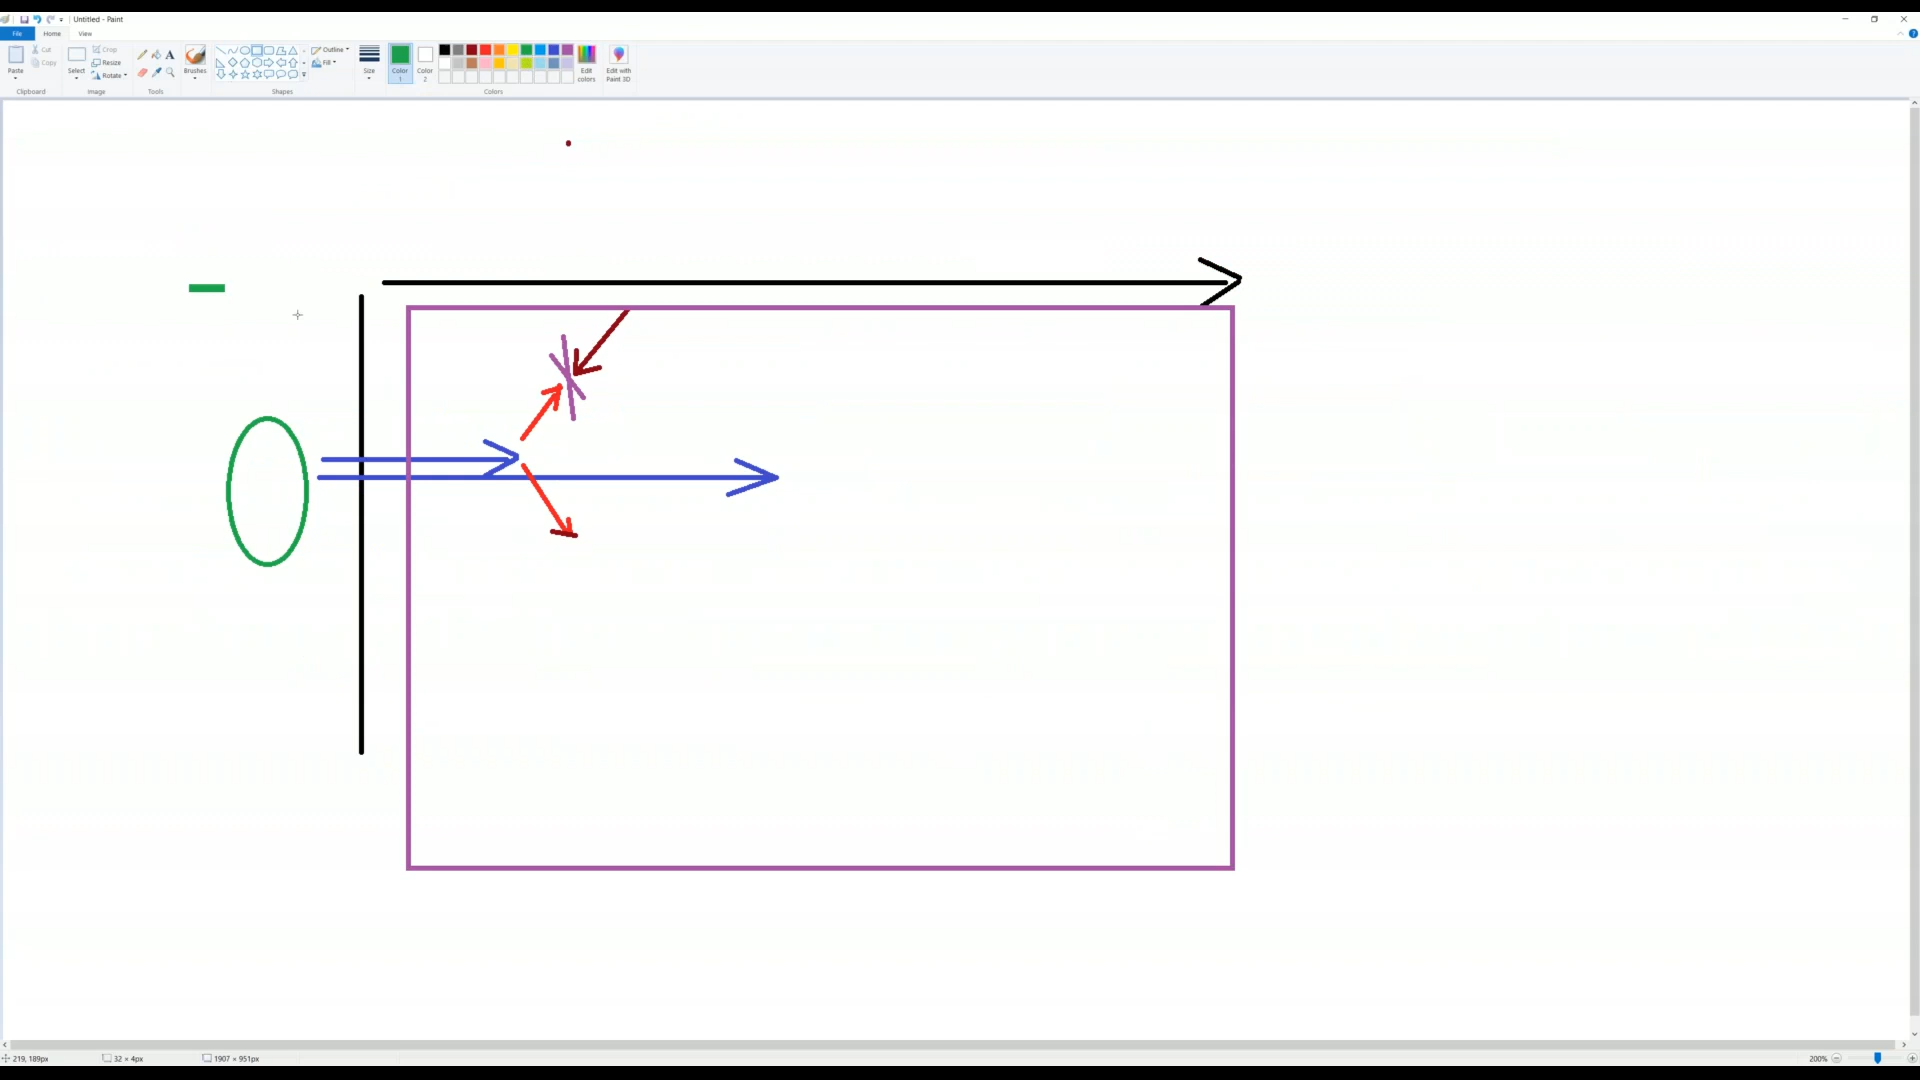 Untitled - Paint
File Home View
Paste
Cut
Copy
Clipboard
Select
Crop
Resize
Rotate
Image
Tools
Brushes
Shapes
Outline
Fill
Size
Color 1
Color 2
Colors
Edit colors
Edit with Paint 3D
219, 189px
32 × 4px
1907 × 951px
200%